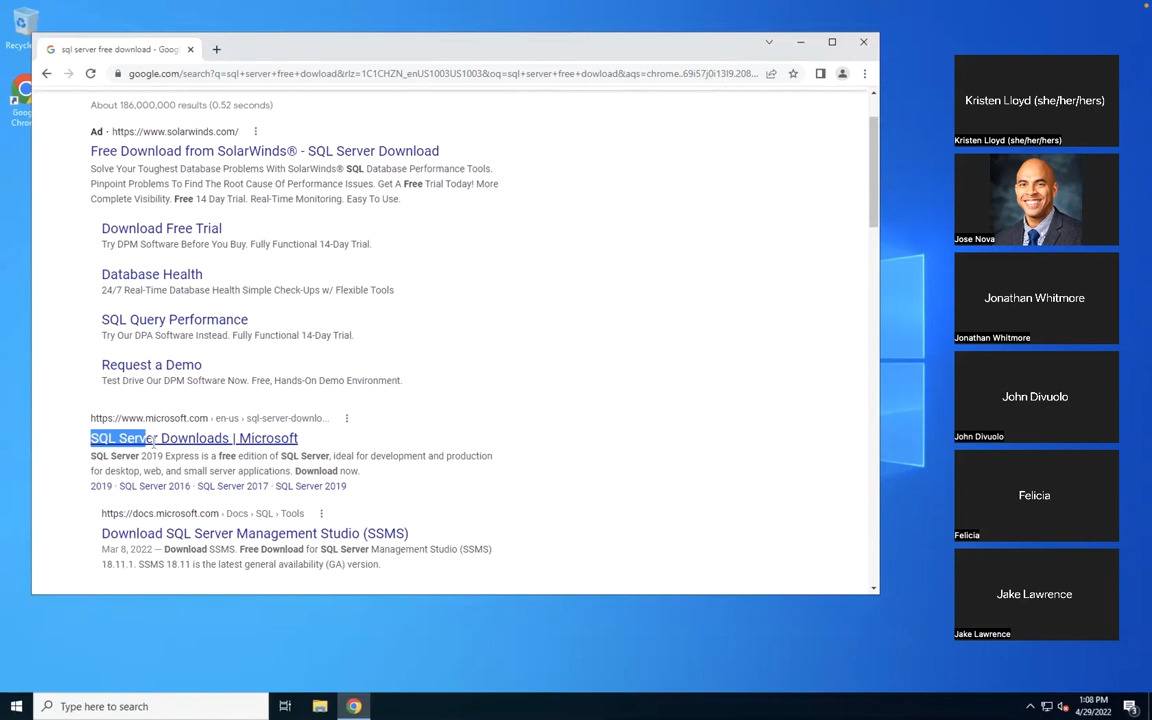 Recycle
sql server free download - Goog
google.com/search?q=sql+server+free+dowload&rlz=1C1CHZN_enUS1003US1003&oq=sql+server+free+dowload&aqs=chrome..69i57j0i13l9.208...
Goog
Chro
About 186,000,000 results (0.52 seconds)
Ad · https://www.solarwinds.com/
Free Download from SolarWinds® - SQL Server Download
Solve Your Toughest Database Problems With SolarWinds® SQL Database Performance Tools.
Pinpoint Problems To Find The Root Cause Of Performance Issues. Get A Free Trial Today! More
Complete Visibility. Free 14 Day Trial. Real-Time Monitoring. Easy To Use.
Download Free Trial
Try DPM Software Before You Buy. Fully Functional 14-Day Trial.
Database Health
24/7 Real-Time Database Health Simple Check-Ups w/ Flexible Tools
SQL Query Performance
Try Our DPA Software Instead. Fully Functional 14-Day Trial.
Request a Demo
Test Drive Our DPM Software Now. Free, Hands-On Demo Environment.
https://www.microsoft.com › en-us › sql-server-downlo...
SQL Server Downloads | Microsoft
SQL Server 2019 Express is a free edition of SQL Server, ideal for development and production
for desktop, web, and small server applications. Download now.
2019 · SQL Server 2016 · SQL Server 2017 · SQL Server 2019
https://docs.microsoft.com › Docs › SQL › Tools
Download SQL Server Management Studio (SSMS)
Mar 8, 2022 — Download SSMS. Free Download for SQL Server Management Studio (SSMS)
18.11.1. SSMS 18.11 is the latest general availability (GA) version.
Kristen Lloyd (she/her/hers)
Kristen Lloyd (she/her/hers)
Jose Nova
Jonathan Whitmore
Jonathan Whitmore
John Divuolo
John Divuolo
Felicia
Felicia
Jake Lawrence
Jake Lawrence
Type here to search
1:08 PM
4/29/2022
3